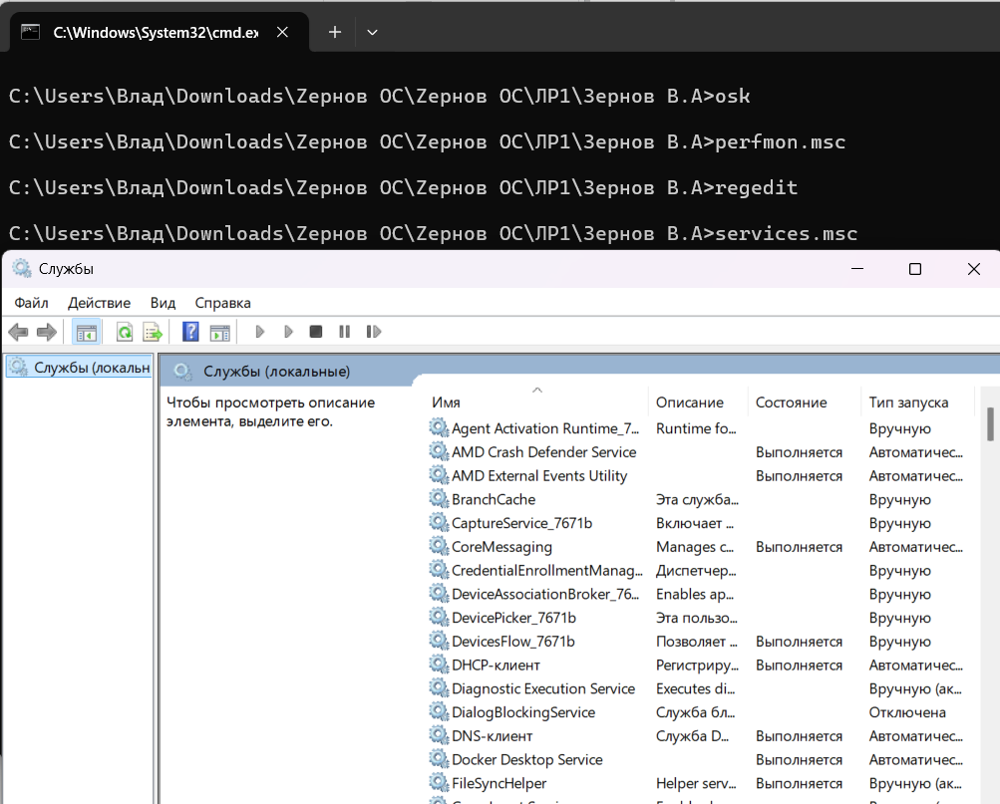 C:\Windows\System32\cmd.ex
C:\Users\Влад\Downloads\Zернов ОС\Zернов ОС\ЛР1\Зернов В.А>osk
C:\Users\Влад\Downloads\Zернов ОС\Zернов ОС\ЛР1\Зернов В.А>perfmon.msc
C:\Users\Влад\Downloads\Zернов ОС\Zернов ОС\ЛР1\Зернов В.А>regedit
C:\Users\Влад\Downloads\Zернов ОС\Zернов ОС\ЛР1\Зернов В.А>services.msc
Службы
Файл Действие Вид Справка
Службы (локальн
Службы (локальные)
Чтобы просмотреть описание
элемента, выделите его.
Имя Описание Состояние Тип запуска
Agent Activation Runtime_7... Runtime fo... Вручную
AMD Crash Defender Service Выполняется Автоматичес...
AMD External Events Utility Выполняется Автоматичес...
BranchCache Эта служба... Вручную
CaptureService_7671b Включает ... Вручную
CoreMessaging Manages c... Выполняется Автоматичес...
CredentialEnrollmentManag... Диспетчер... Вручную
DeviceAssociationBroker_76... Enables ap... Вручную
DevicePicker_7671b Эта пользо... Вручную
DevicesFlow_7671b Позволяет ... Выполняется Вручную
DHCP-клиент Регистриру... Выполняется Автоматичес...
Diagnostic Execution Service Executes di... Вручную (ак...
DialogBlockingService Служба бл... Отключена
DNS-клиент Служба D... Выполняется Автоматичес...
Docker Desktop Service Выполняется Автоматичес...
FileSyncHelper Helper serv... Вручную (ак...